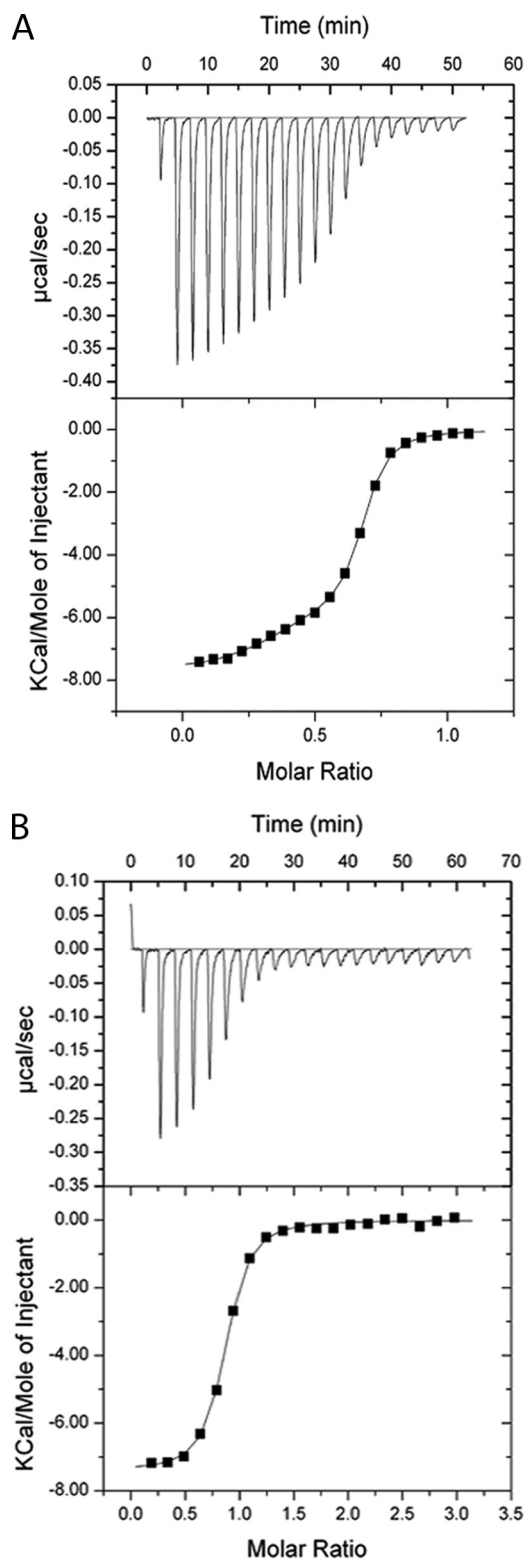 A
Time (min)
0 10 20 30 40 50 60
0.05
0.00
-0.05
-0.10
-0.15
-0.20
-0.25
-0.30
-0.35
-0.40
µcal/sec
0.00
-2.00
-4.00
-6.00
-8.00
KCal/Mole of Injectant
0.0 0.5 1.0
Molar Ratio
B
Time (min)
0 10 20 30 40 50 60 70
0.10
0.05
0.00
-0.05
-0.10
-0.15
-0.20
-0.25
-0.30
-0.35
µcal/sec
0.00
-2.00
-4.00
-6.00
-8.00
KCal/Mole of Injectant
0.0 0.5 1.0 1.5 2.0 2.5 3.0 3.5
Molar Ratio